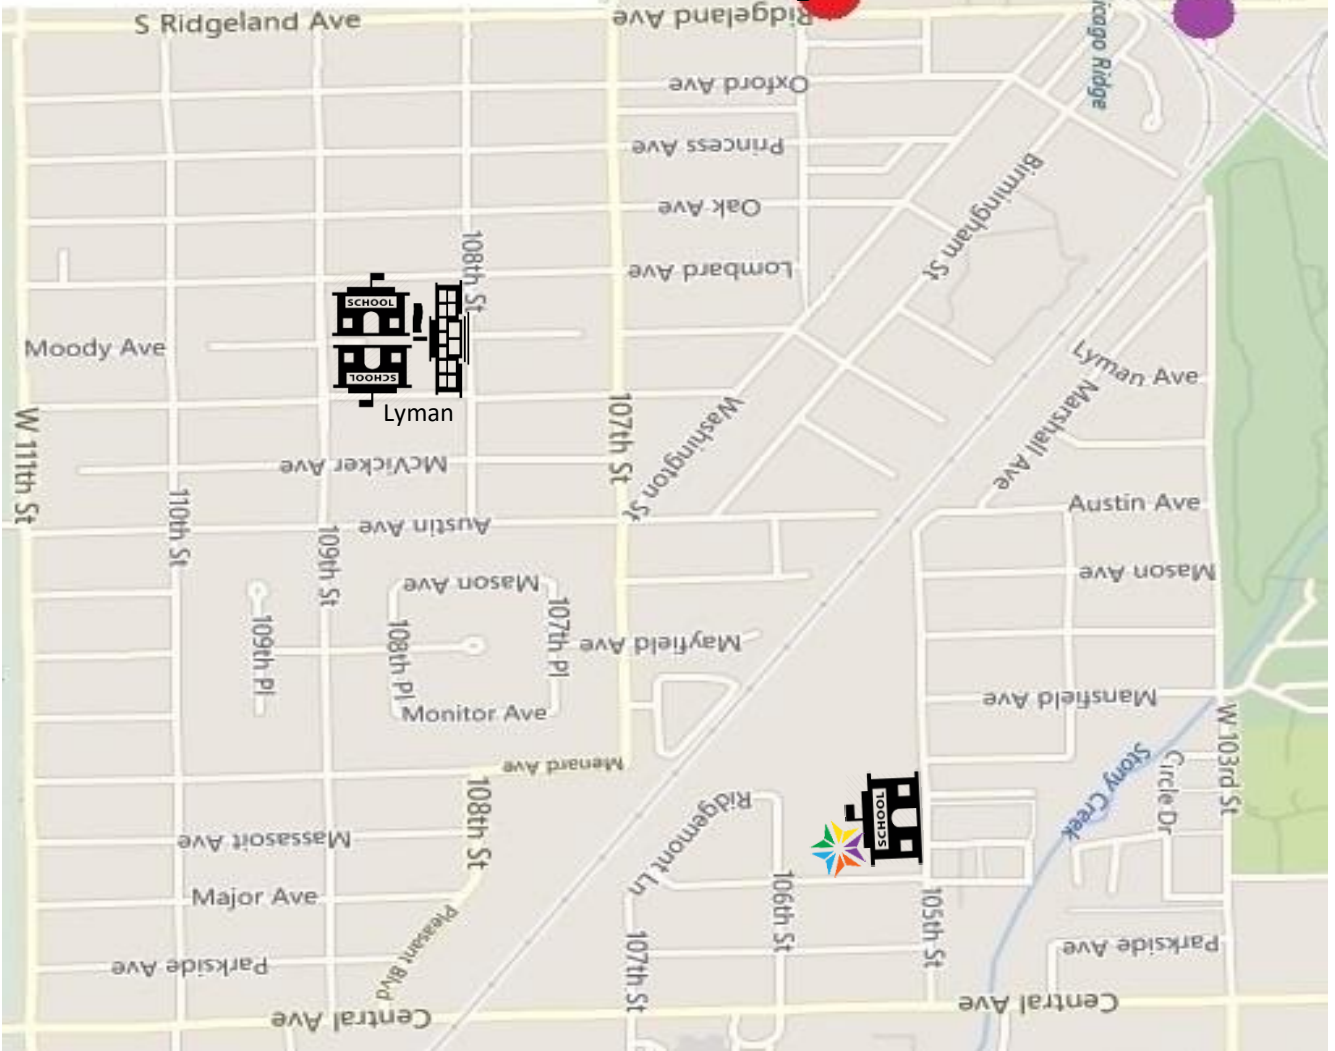 S Ridgeland Ave
Ridgeland Ave
icago Ridge
Oxford Ave
Princess Ave
Birmingham St
Oak Ave
108th St
Lombard Ave
SCHOOL
Moody Ave
SCHOOL
Lyman
Lyman Ave
W 111th St
107th St
Washington St
Marshall Ave
McVicker Ave
110th St
Austin Ave
Austin Ave
109th St
Mason Ave
Mason Ave
109th Pl
108th Pl
107th Pl
Mayfield Ave
Mansfield Ave
Monitor Ave
W 103rd St
Menard Ave
Stony Creek
Circle Dr
108th St
Ridgemont Ln
SCHOOL
Massasoit Ave
Major Ave
106th St
105th St
Pleasant Blvd
107th St
Parkside Ave
Parkside Ave
Central Ave
Central Ave